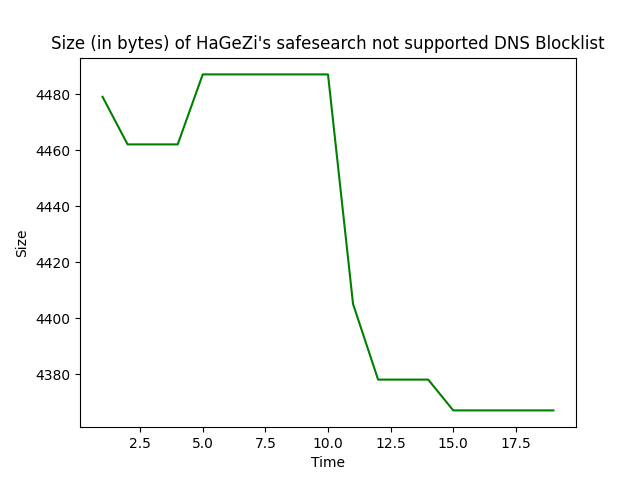 Size (in bytes) of HaGeZi's safesearch not supported DNS Blocklist
4480
4460
4440
4420
4400
4380
Size
2.5 5.0 7.5 10.0 12.5 15.0 17.5
Time